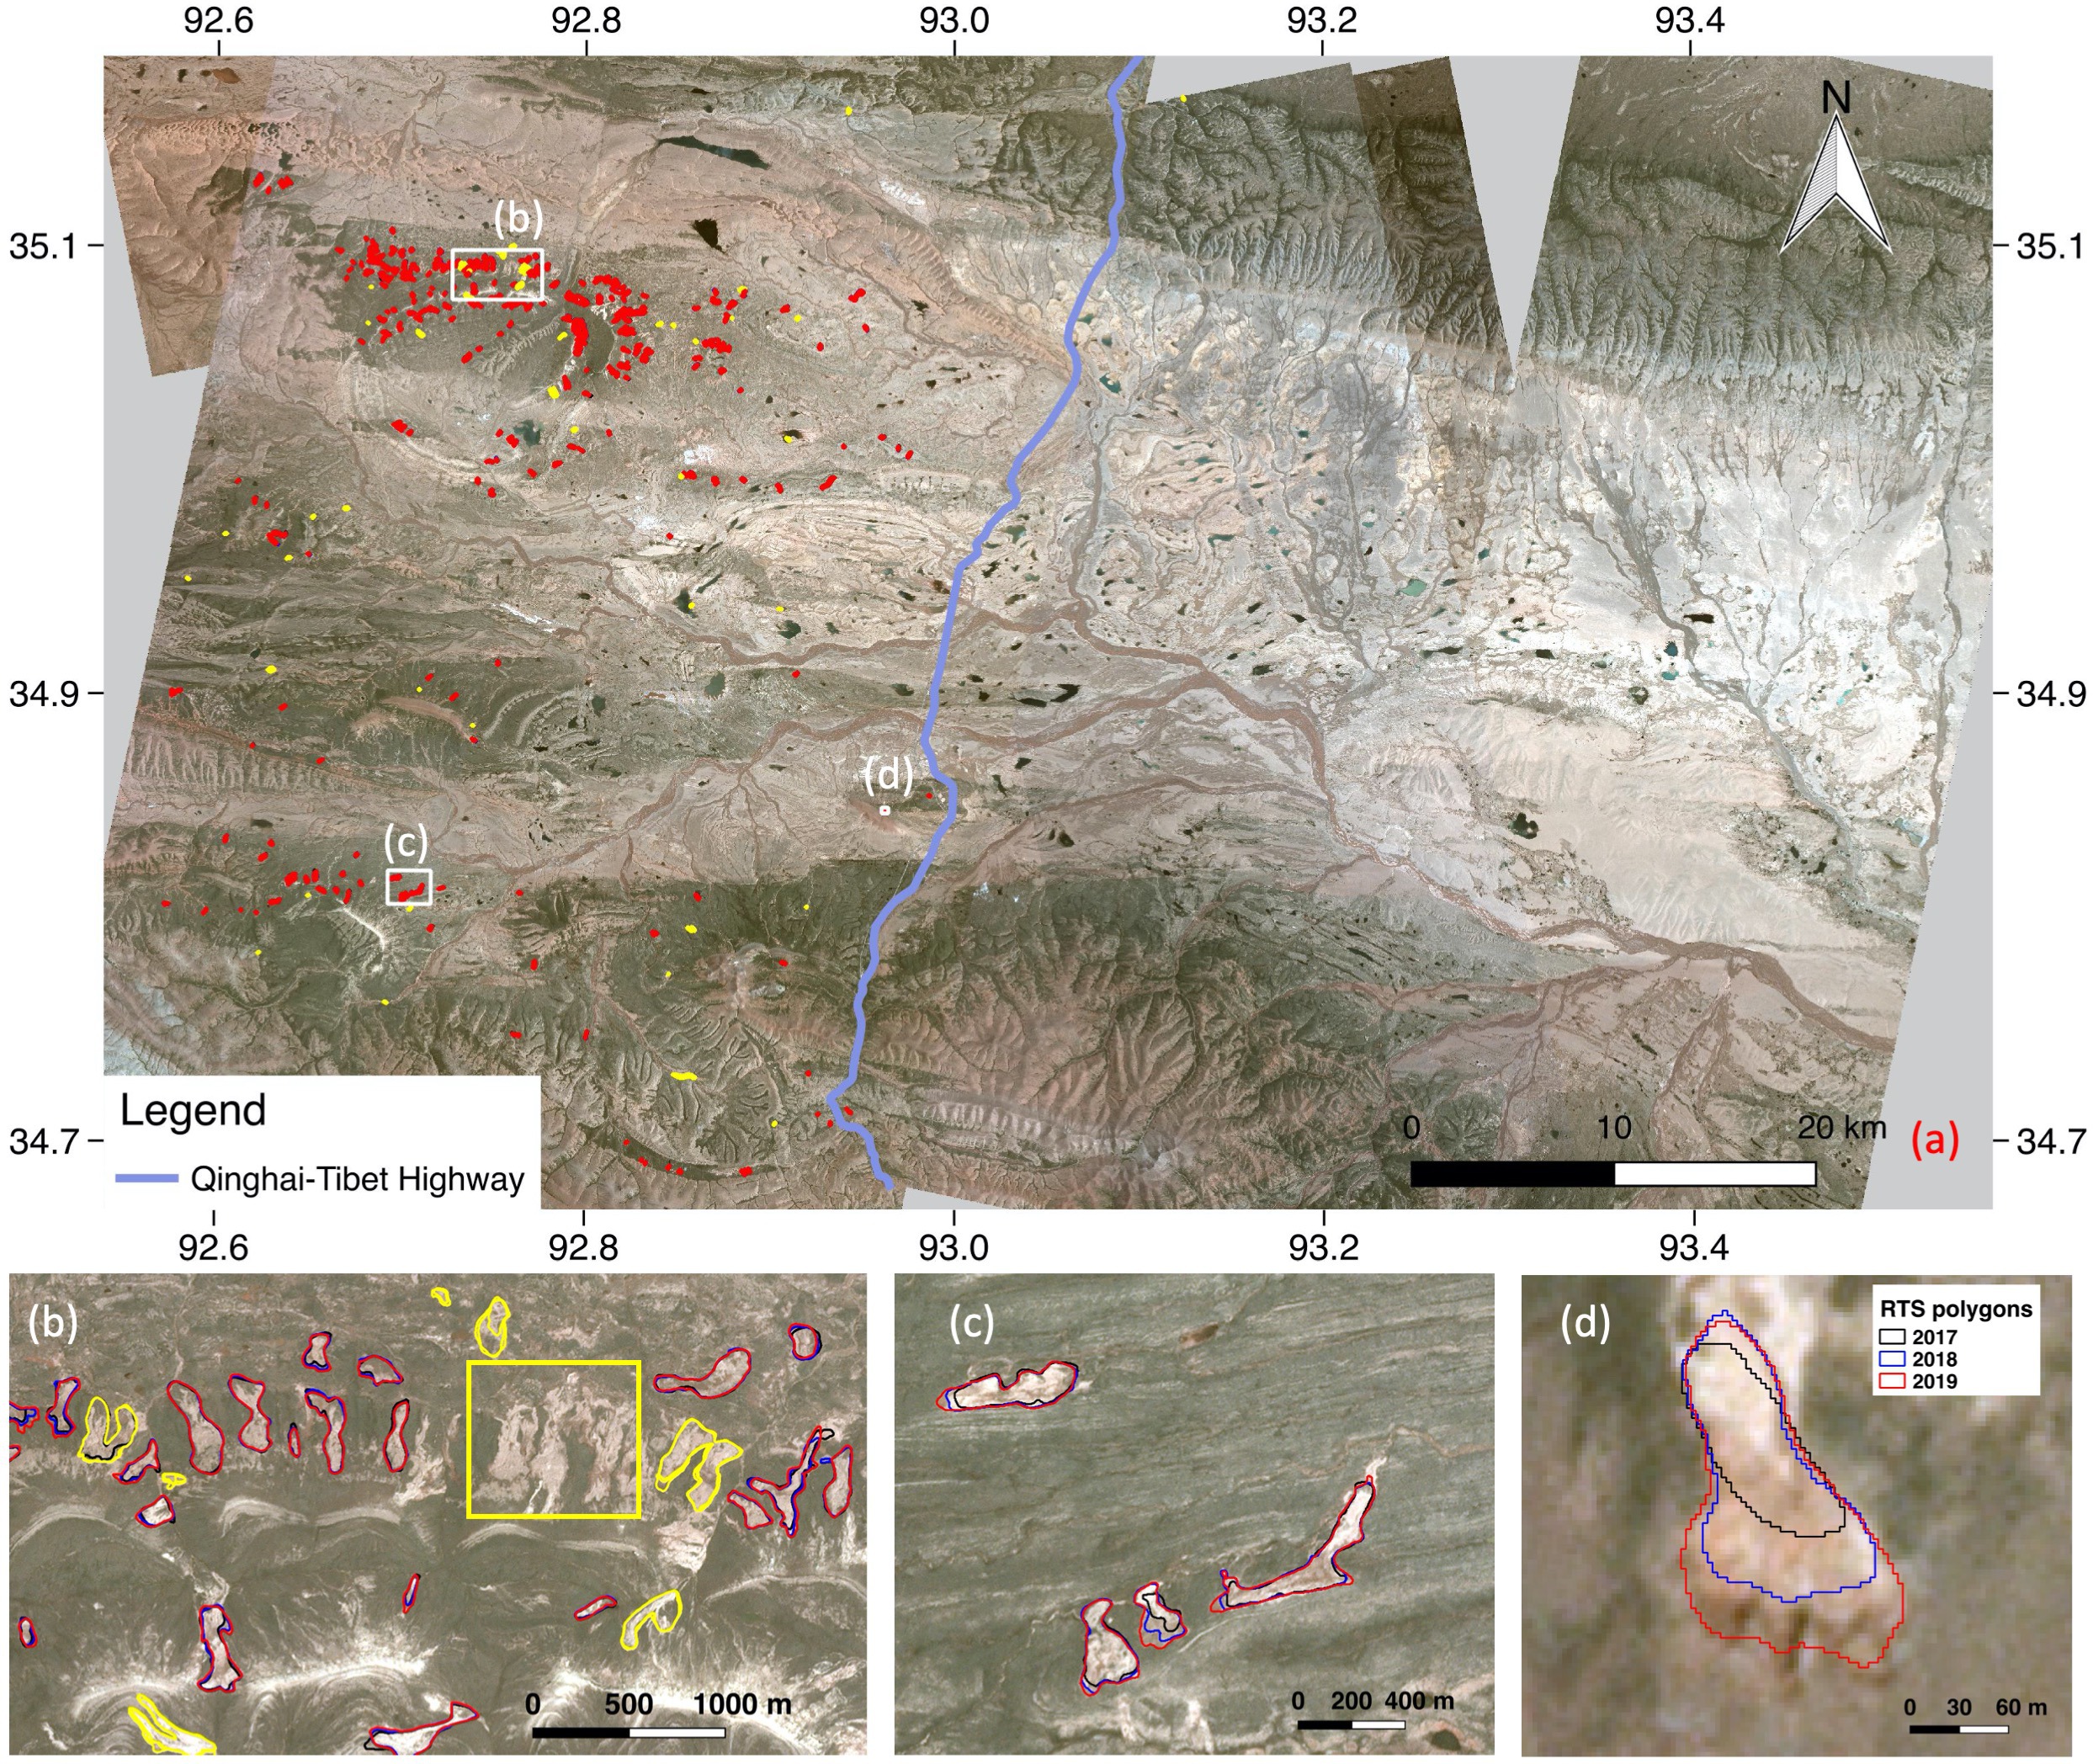 92.6 92.8 93.0 93.2 93.4
N
(b)
35.1 35.1
34.9 34.9
(d)
(c)
Legend
Qinghai-Tibet Highway
0 10 20 km
34.7 (a) 34.7
92.6 92.8 93.0 93.2 93.4
(b) (c) (d)
RTS polygons
2017
2018
2019
0 500 1000 m
0 200 400 m
0 30 60 m